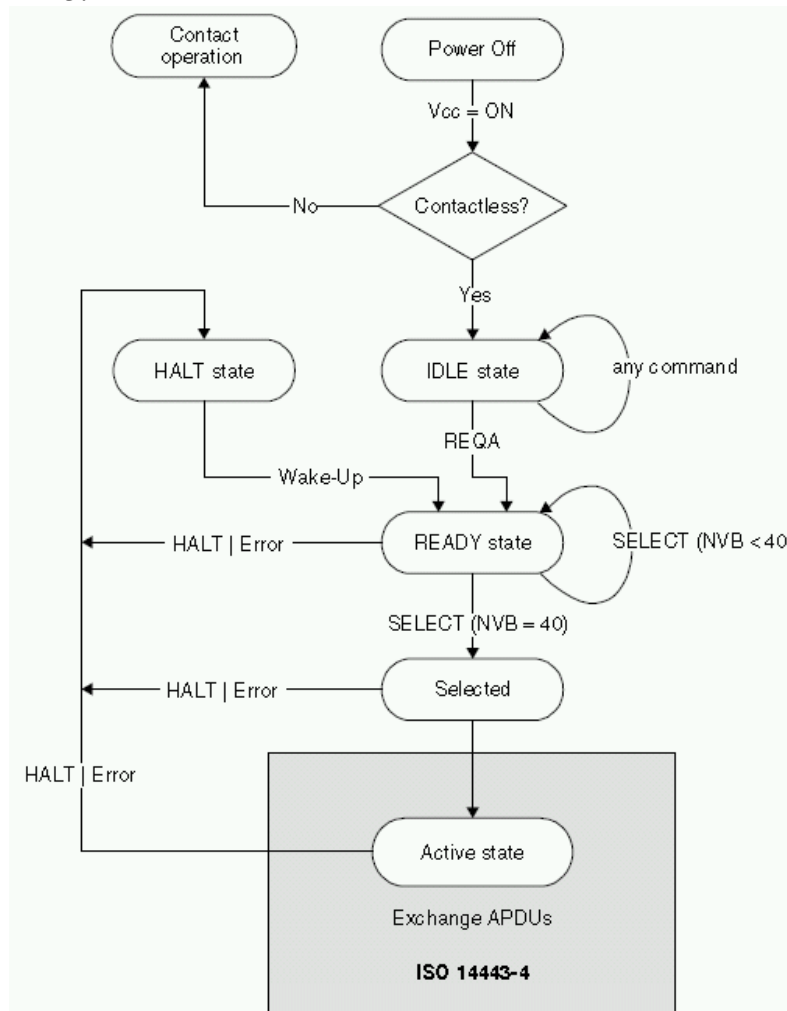 Contact
operation
Power Off
Vcc = ON
No
Contactless?
Yes
HALT state
IDLE state
any command
REQA
Wake-Up
HALT | Error
READY state
SELECT (NVB < 40
SELECT (NVB = 40)
HALT | Error
Selected
HALT | Error
Active state
Exchange APDUs
ISO 14443-4